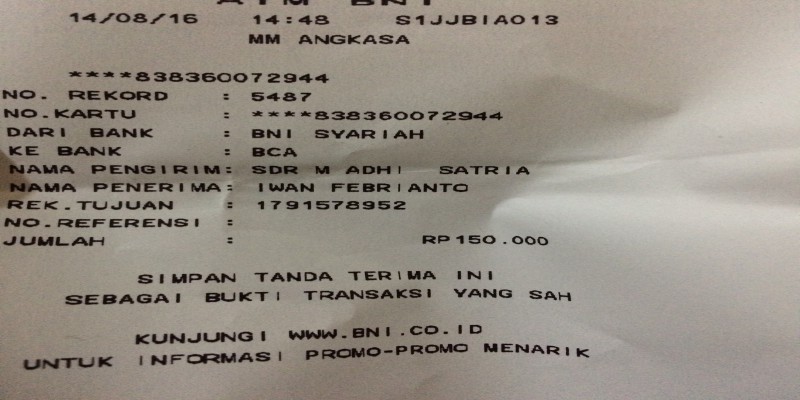 ATM BNI
14/08/16 14:48 S1JJBIA013
MM ANGKASA
****838360072944
NO. REKORD : 5487
NO.KARTU : ****838360072944
DARI BANK : BNI SYARIAH
KE BANK : BCA
NAMA PENGIRIM: SDR M ADHI SATRIA
NAMA PENERIMA: IWAN FEBRIANTO
REK.TUJUAN : 1791578952
NO.REFERENSI :
JUMLAH : RP150.000
SIMPAN TANDA TERIMA INI
SEBAGAI BUKTI TRANSAKSI YANG SAH
KUNJUNGI WWW.BNI.CO.ID
UNTUK INFORMASI PROMO-PROMO MENARIK